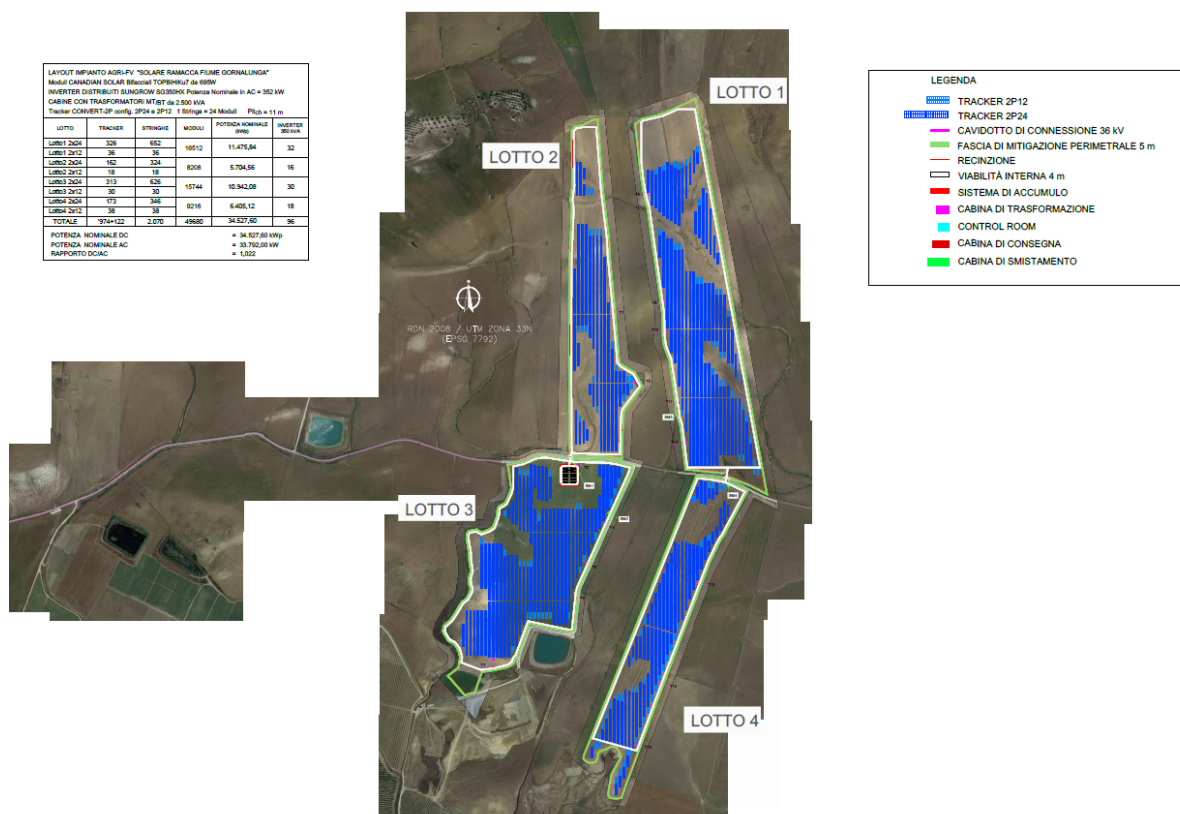 LAYOUT IMPIANTO AGRI-FV "SOLARE RAMACCA FIUME GORNALUNGA"
Moduli CANADIAN SOLAR Bifacciali TOPBiHiKu7 da 695W
INVERTER DISTRIBUITI SUNGROW SG350HX Potenza Nominale in AC = 352 kW
CABINE CON TRASFORMATORI MT/BT da 2.500 kVA
Tracker CONVERT-2P config. 2P24 e 2P12 1 Stringa = 24 Moduli Pitch = 11 m
LOTTO TRACKER STRINGHE MODULI POTENZA NOMINALE (kWp) INVERTER 350 kVA
Lotto1 2x24 326 652 16512 11.475,84 32
Lotto1 2x12 36 36
Lotto2 2x24 162 324 8208 5.704,56 16
Lotto2 2x12 18 18
Lotto3 2x24 313 626 15744 10.942,08 30
Lotto3 2x12 30 30
Lotto4 2x24 173 346 9216 6.405,12 18
Lotto4 2x12 38 38
TOTALE '974+122 2.070 49680 34.527,60 96
POTENZA NOMINALE DC = 34.527,60 kWp
POTENZA NOMINALE AC = 33.792,00 kW
RAPPORTO DC/AC = 1,022
LEGENDA
TRACKER 2P12
TRACKER 2P24
CAVIDOTTO DI CONNESSIONE 36 kV
FASCIA DI MITIGAZIONE PERIMETRALE 5 m
RECINZIONE
VIABILITÀ INTERNA 4 m
SISTEMA DI ACCUMULO
CABINA DI TRASFORMAZIONE
CONTROL ROOM
CABINA DI CONSEGNA
CABINA DI SMISTAMENTO
LOTTO 1
LOTTO 2
RDN 2008 / UTM ZONA 33N
(EPSG 7792)
LOTTO 3
LOTTO 4